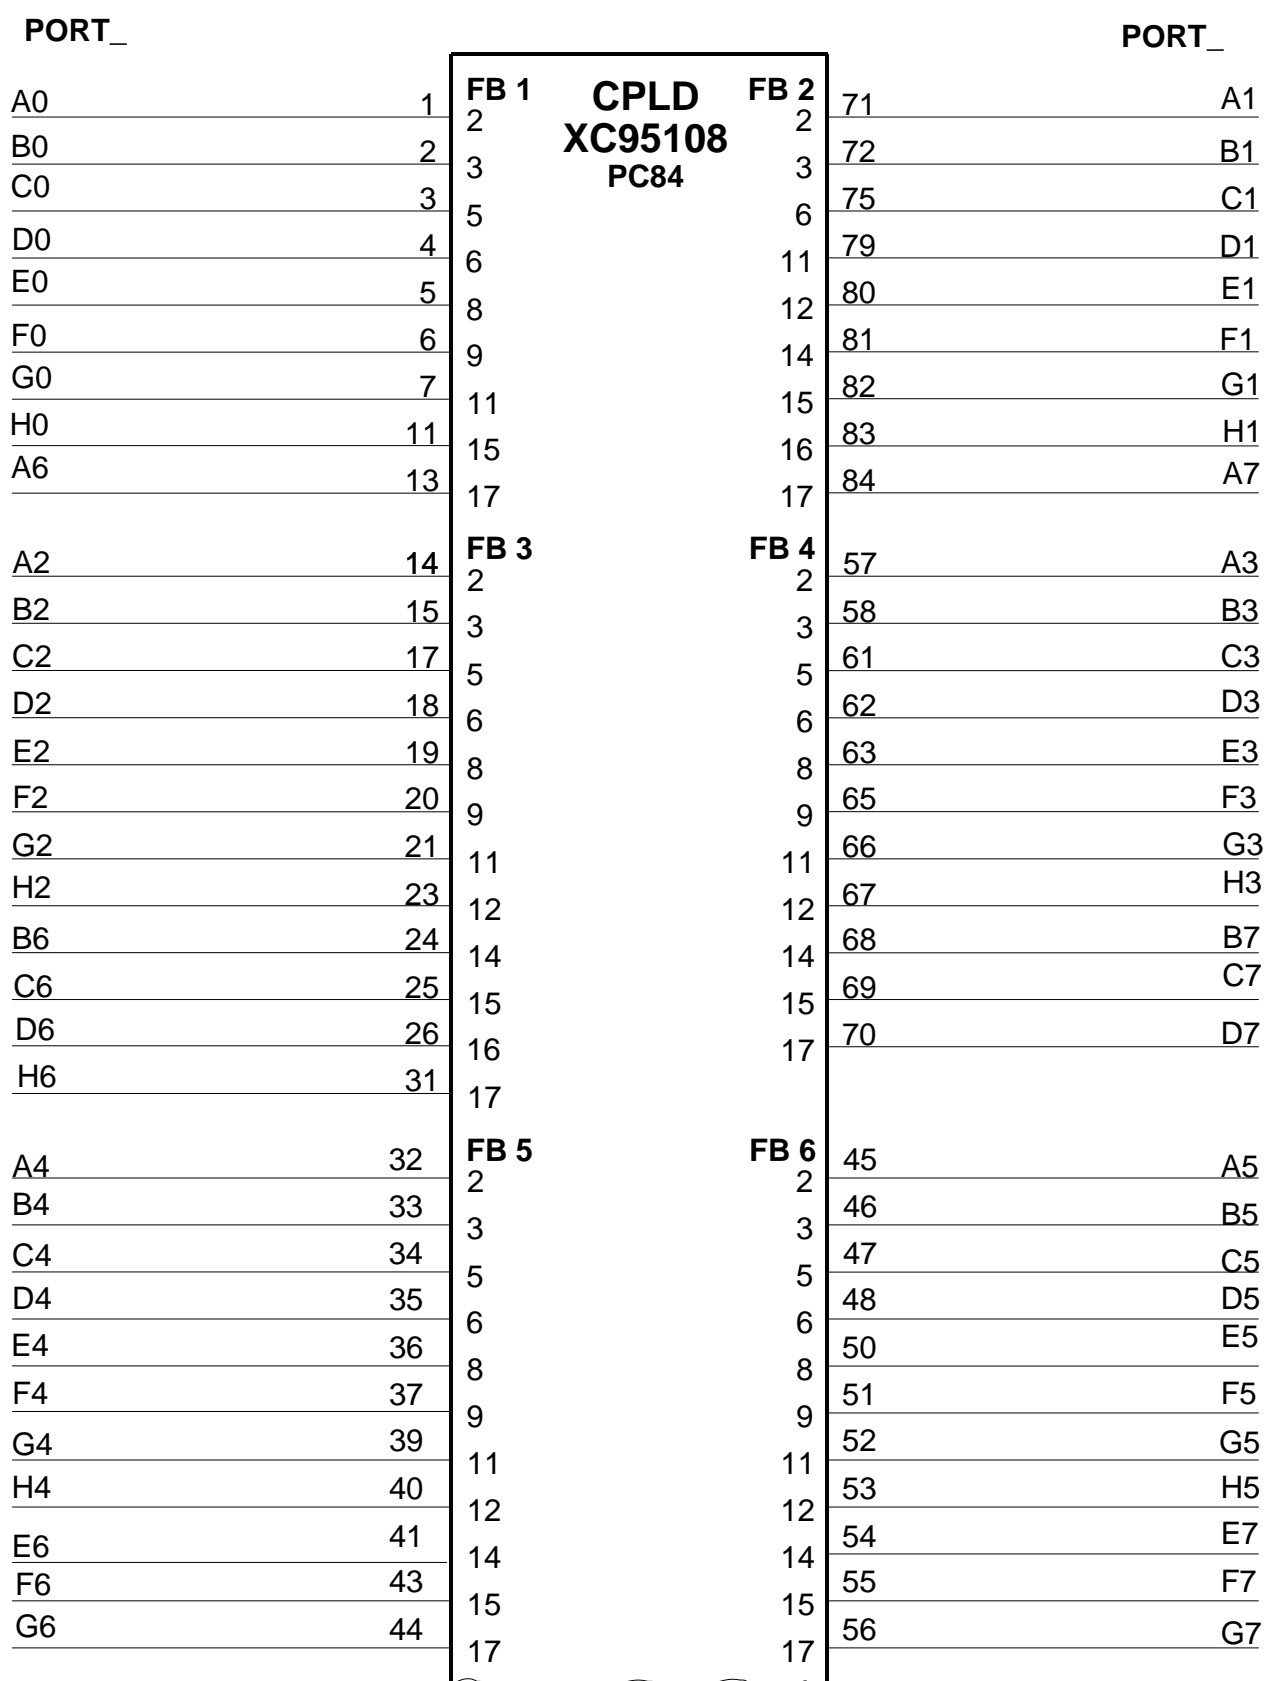 PORT_ PORT_
FB 1 CPLD FB 2
XC95108
PC84
A0 1 2 2 71 A1
B0 2 3 3 72 B1
C0 3 5 6 75 C1
D0 4 6 11 79 D1
E0 5 8 12 80 E1
F0 6 9 14 81 F1
G0 7 11 15 82 G1
H0 11 15 16 83 H1
A6 13 17 17 84 A7
FB 3 FB 4
A2 14 2 2 57 A3
B2 15 3 3 58 B3
C2 17 5 5 61 C3
D2 18 6 6 62 D3
E2 19 8 8 63 E3
F2 20 9 9 65 F3
G2 21 11 11 66 G3
H2 23 12 12 67 H3
B6 24 14 14 68 B7
C6 25 15 15 69 C7
D6 26 16 17 70 D7
H6 31 17
FB 5 FB 6
A4 32 2 2 45 A5
B4 33 3 3 46 B5
C4 34 5 5 47 C5
D4 35 6 6 48 D5
E4 36 8 8 50 E5
F4 37 9 9 51 F5
G4 39 11 11 52 G5
H4 40 12 12 53 H5
E6 41 14 14 54 E7
F6 43 15 15 55 F7
G6 44 17 17 56 G7